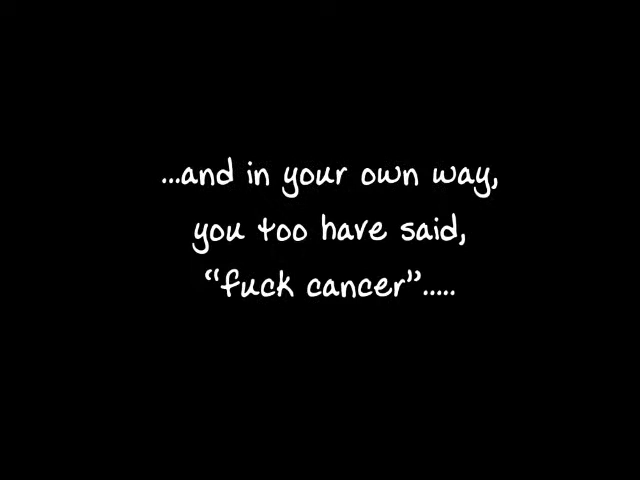 ...and in your own way,
you too have said,
“fuck cancer”.....